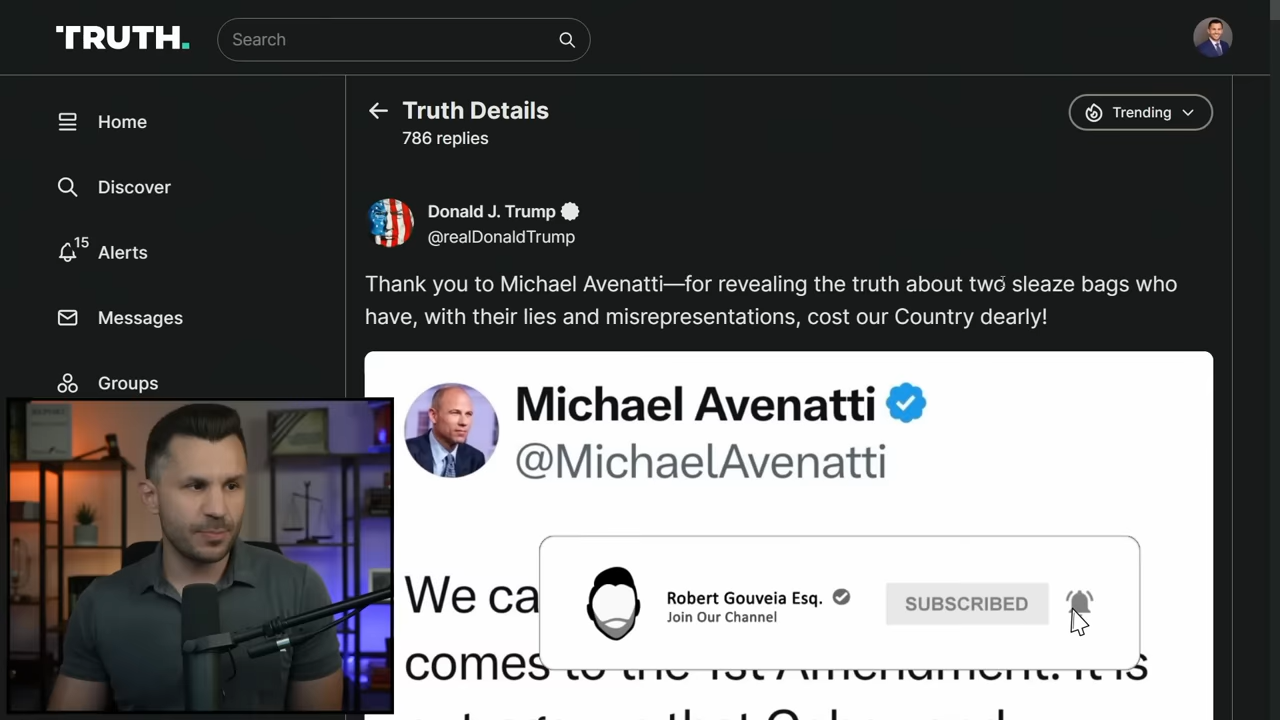 TRUTH.
Search
Home
Discover
15
Alerts
Messages
Groups
Truth Details
786 replies
Trending
Donald J. Trump
@realDonaldTrump
Thank you to Michael Avenatti—for revealing the truth about two sleaze bags who
have, with their lies and misrepresentations, cost our Country dearly!
Michael Avenatti
@MichaelAvenatti
We ca
comes to the 1st Amendment. It is
Robert Gouveia Esq.
Join Our Channel
SUBSCRIBED